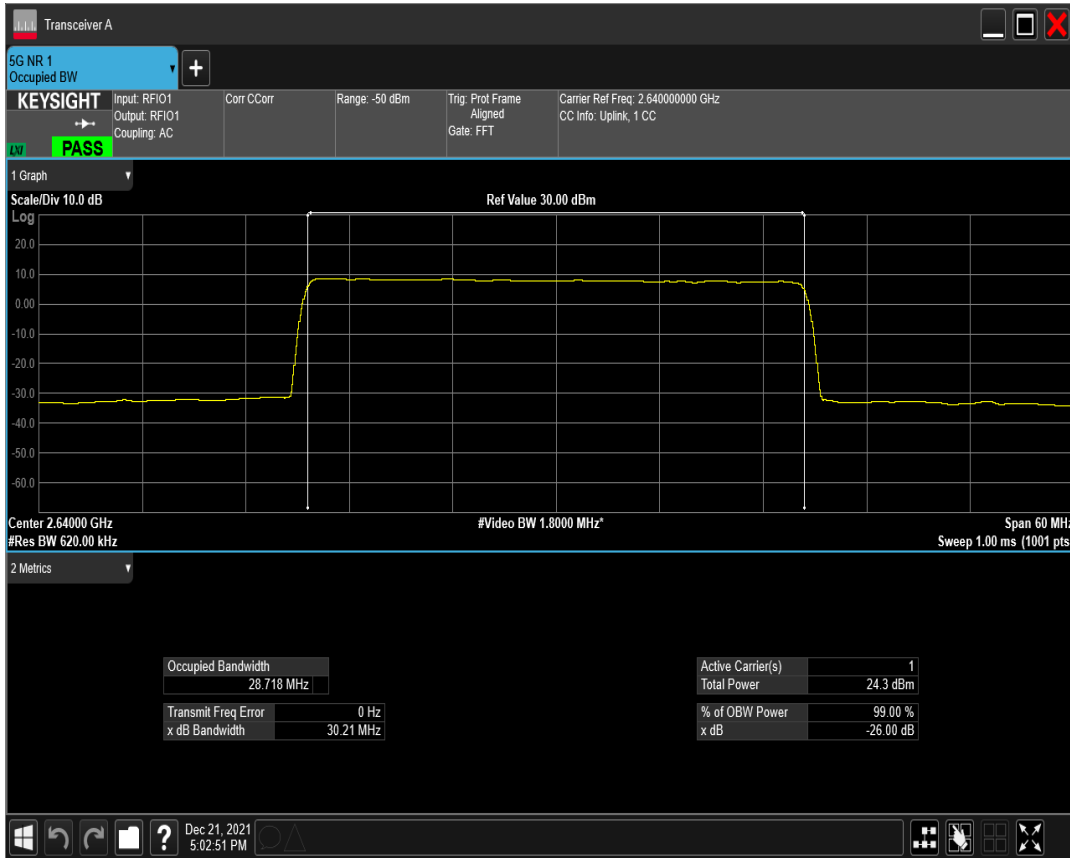 Transceiver A
5G NR 1
Occupied BW
KEYSIGHT
LXI
PASS
Input: RFIO1
Output: RFIO1
Coupling: AC
Corr CCorr
Range: -50 dBm
Trig: Prot Frame
Aligned
Gate: FFT
Carrier Ref Freq: 2.640000000 GHz
CC Info: Uplink, 1 CC
1 Graph
Scale/Div 10.0 dB
Ref Value 30.00 dBm
Log
20.0
10.0
0.00
-10.0
-20.0
-30.0
-40.0
-50.0
-60.0
Center 2.64000 GHz
#Video BW 1.8000 MHz*
Span 60 MHz
#Res BW 620.00 kHz
Sweep 1.00 ms (1001 pts
2 Metrics
Occupied Bandwidth
28.718 MHz
Transmit Freq Error 0 Hz
x dB Bandwidth 30.21 MHz
Active Carrier(s) 1
Total Power 24.3 dBm
% of OBW Power 99.00 %
x dB -26.00 dB
?
Dec 21, 2021
5:02:51 PM